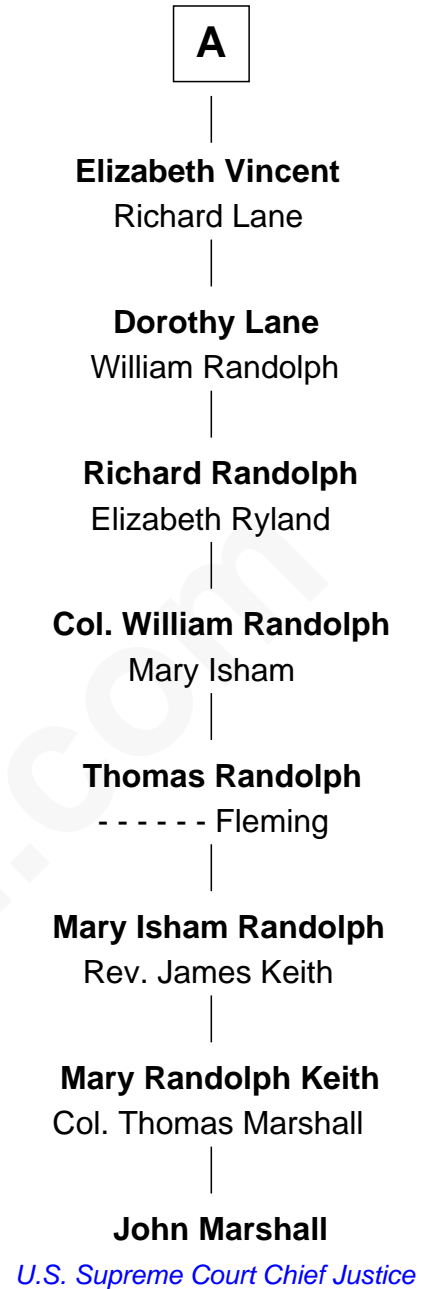 A
Elizabeth Vincent
Richard Lane
Dorothy Lane
William Randolph
Richard Randolph
Elizabeth Ryland
Col. William Randolph
Mary Isham
Thomas Randolph
- - - - - - Fleming
Mary Isham Randolph
Rev. James Keith
Mary Randolph Keith
Col. Thomas Marshall
John Marshall
U.S. Supreme Court Chief Justice